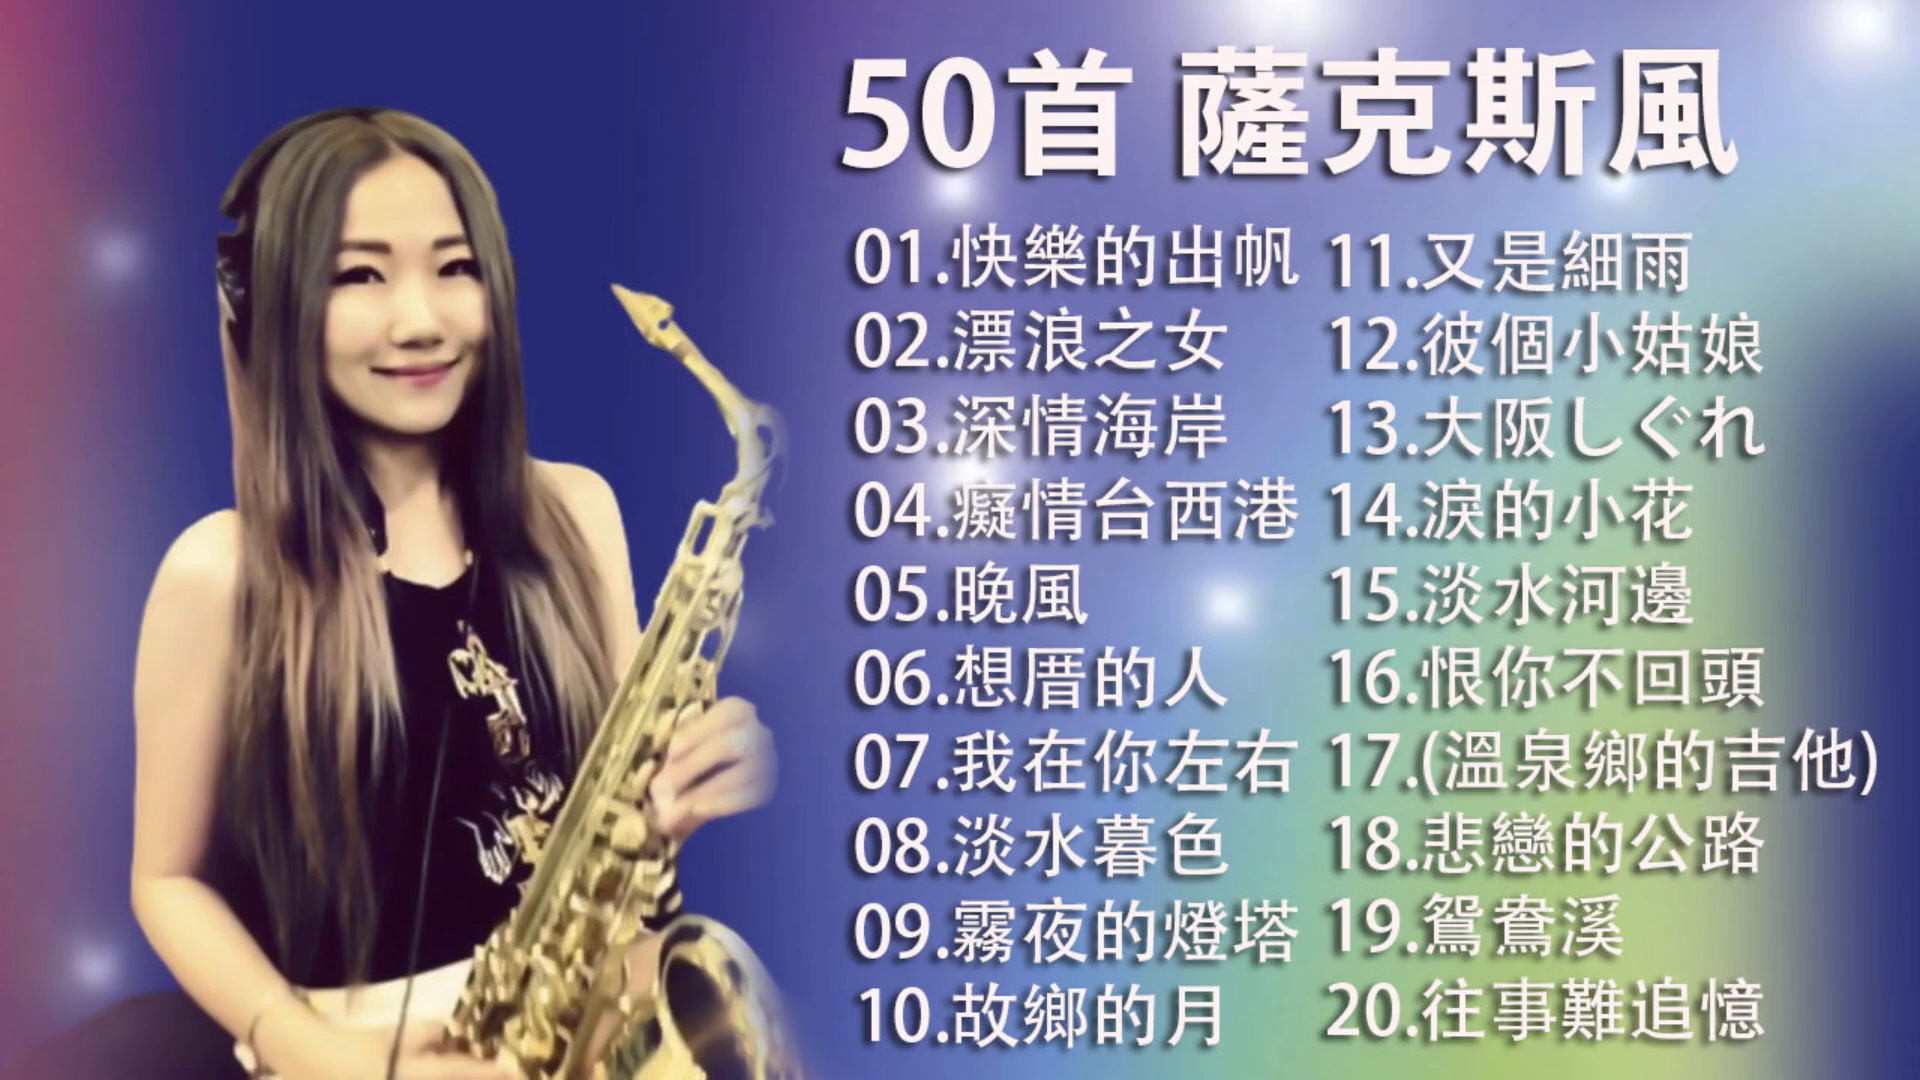 50首 薩克斯風
01.快樂的出帆
02.漂浪之女
03.深情海岸
04.癡情台西港
05.晚風
06.想厝的人
07.我在你左右
08.淡水暮色
09.霧夜的燈塔
10.故鄉的月
11.又是細雨
12.彼個小姑娘
13.大阪しぐれ
14.淚的小花
15.淡水河邊
16.恨你不回頭
17.(溫泉鄉的吉他)
18.悲戀的公路
19.鴛鴦溪
20.往事難追憶